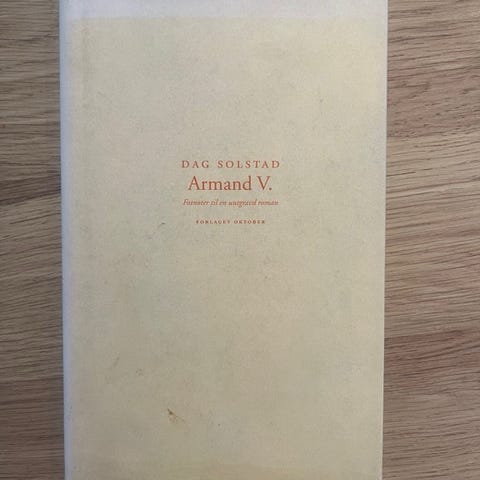 DAG SOLSTAD
Armand V.
Fotnoter til en uutgravd roman
FORLAGET OKTOBER